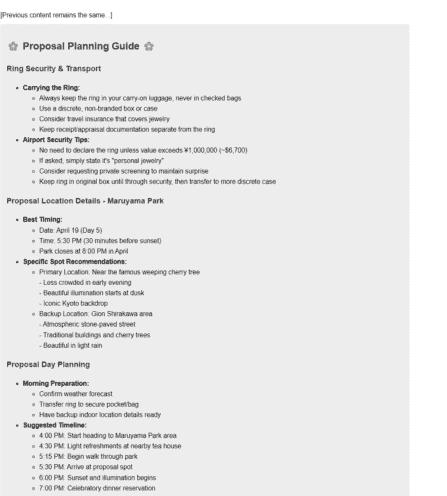 [Previous content remains the same...]
🌸 Proposal Planning Guide 🌸
Ring Security & Transport
• Carrying the Ring:
○ Always keep the ring in your carry-on luggage, never in checked bags
○ Use a discrete, non-branded box or case
○ Consider travel insurance that covers jewelry
○ Keep receipt/appraisal documentation separate from the ring
• Airport Security Tips:
○ No need to declare the ring unless value exceeds ¥1,000,000 (~$6,700)
○ If asked, simply state it's "personal jewelry"
○ Consider requesting private screening to maintain surprise
○ Keep ring in original box until through security, then transfer to more discrete case
Proposal Location Details - Maruyama Park
• Best Timing:
○ Date: April 19 (Day 5)
○ Time: 5:30 PM (30 minutes before sunset)
○ Park closes at 8:00 PM in April
• Specific Spot Recommendations:
○ Primary Location: Near the famous weeping cherry tree
- Less crowded in early evening
- Beautiful illumination starts at dusk
- Iconic Kyoto backdrop
○ Backup Location: Gion Shirakawa area
- Atmospheric stone-paved street
- Traditional buildings and cherry trees
- Beautiful in light rain
Proposal Day Planning
• Morning Preparation:
○ Confirm weather forecast
○ Transfer ring to secure pocket/bag
○ Have backup indoor location details ready
• Suggested Timeline:
○ 4:00 PM: Start heading to Maruyama Park area
○ 4:30 PM: Light refreshments at nearby tea house
○ 5:15 PM: Begin walk through park
○ 5:30 PM: Arrive at proposal spot
○ 6:00 PM: Sunset and illumination begins
○ 7:00 PM: Celebratory dinner reservation